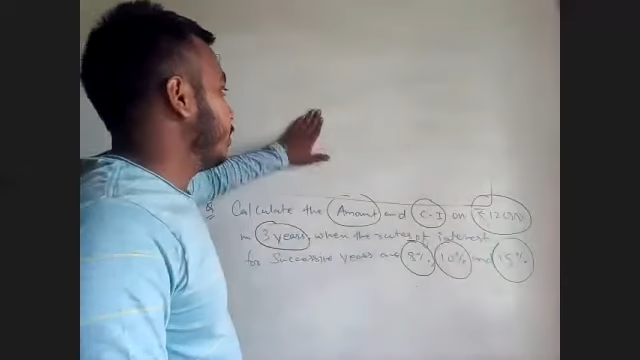 Q Calculate the Amount and C.I on ₹12000
in 3 years, when the rates of interest
for Successive years are 8%, 10% and 15%